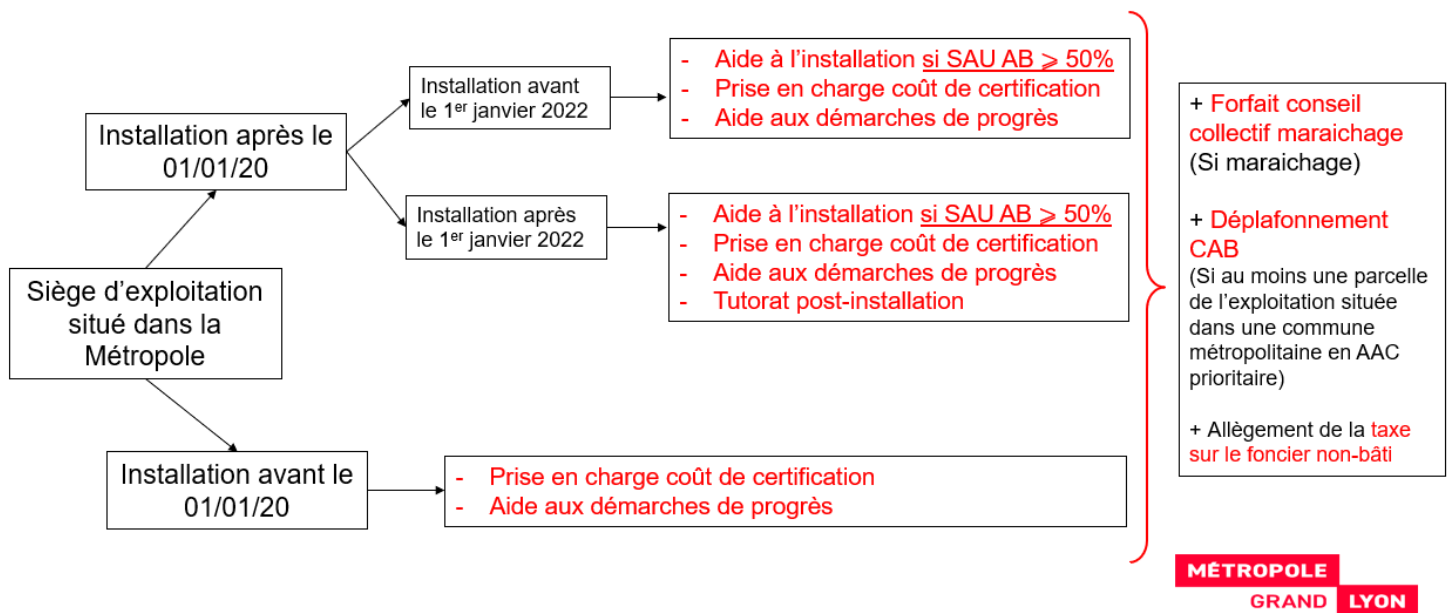 Siège d’exploitation
situé dans la
Métropole
Installation après le
01/01/20
Installation avant
le 1er janvier 2022
- Aide à l’installation si SAU AB ⩾ 50%
- Prise en charge coût de certification
- Aide aux démarches de progrès
Installation après
le 1er janvier 2022
- Aide à l’installation si SAU AB ⩾ 50%
- Prise en charge coût de certification
- Aide aux démarches de progrès
- Tutorat post-installation
Installation avant le
01/01/20
- Prise en charge coût de certification
- Aide aux démarches de progrès
+ Forfait conseil
collectif maraichage
(Si maraichage)
+ Déplafonnement
CAB
(Si au moins une parcelle
de l’exploitation située
dans une commune
métropolitaine en AAC
prioritaire)
+ Allègement de la taxe
sur le foncier non-bâti
MÉTROPOLE
GRAND LYON